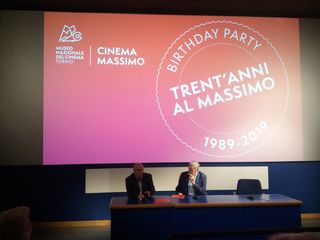 MUSEO
NAZIONALE
DEL CINEMA
TORINO
CINEMA
MASSIMO
BIRTHDAY PARTY
TRENT'ANNI
AL MASSIMO
1989-2019